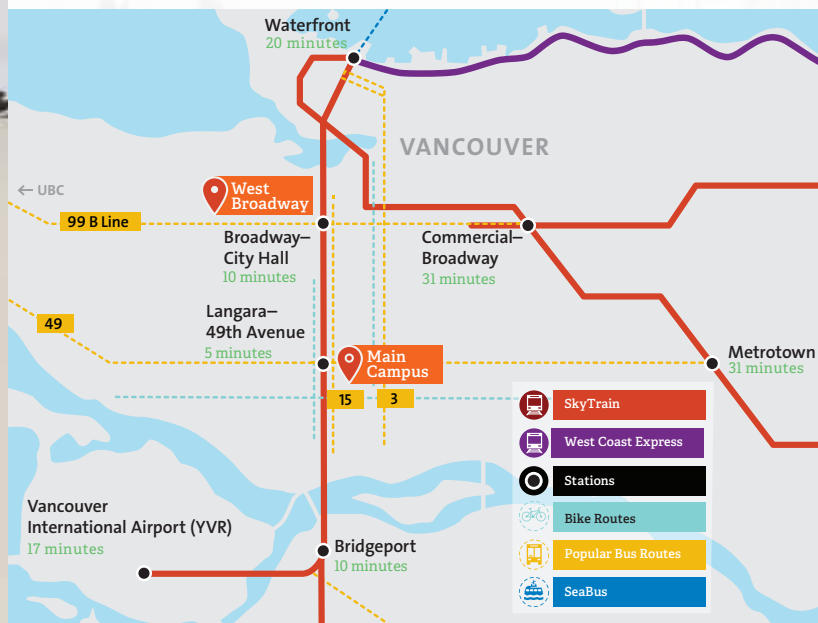 Waterfront
20 minutes
VANCOUVER
← UBC
West
Broadway
99 B Line
Broadway–
City Hall
10 minutes
Commercial–
Broadway
31 minutes
Langara–
49th Avenue
5 minutes
49
Main
Campus
Metrotown
31 minutes
15
3
SkyTrain
West Coast Express
Stations
Bike Routes
Popular Bus Routes
SeaBus
Vancouver
International Airport (YVR)
17 minutes
Bridgeport
10 minutes